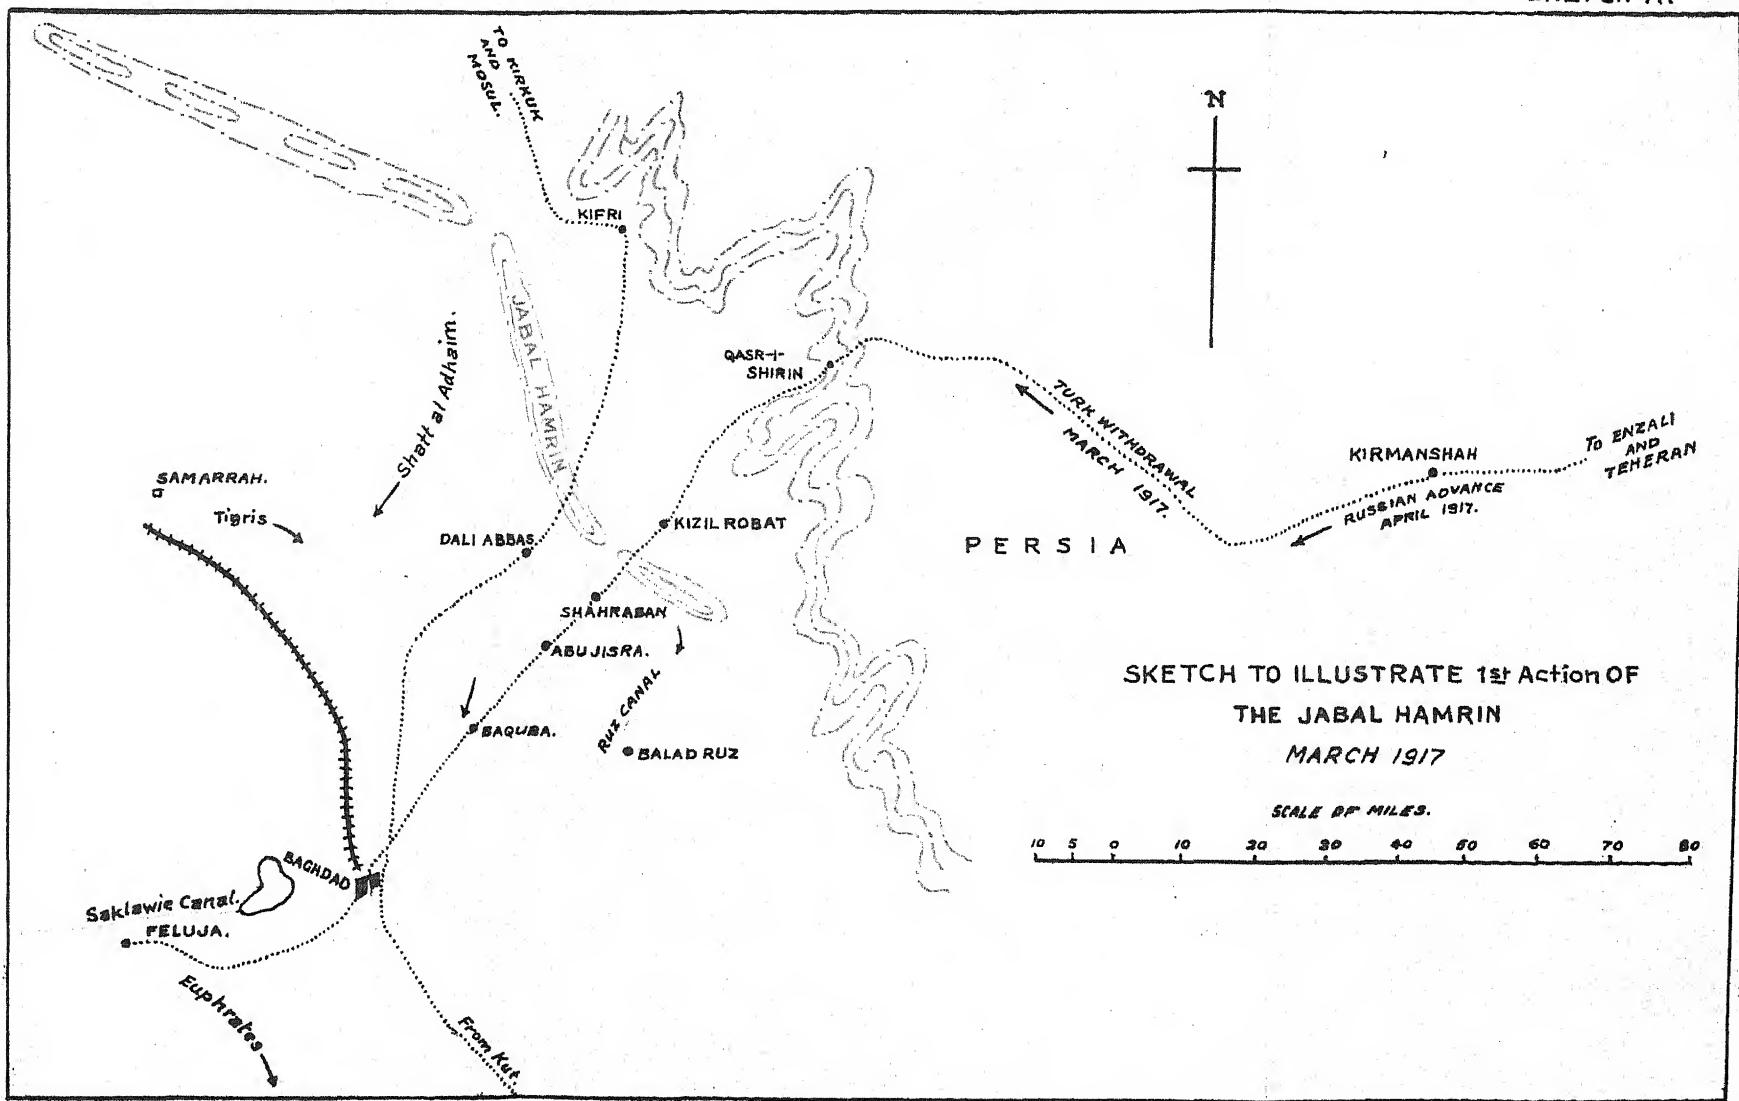 TO KIRKUK
AND
MOSUL.
N
KIFRI
JABAL HAMRIN
Shatt al Adhaim.
QASR-I-
SHIRIN
TURK WITHDRAWAL
MARCH 1917.
KIRMANSHAH
To ENZALI
AND
TEHERAN
RUSSIAN ADVANCE
APRIL 1917.
SAMARRAH.
Tigris
DALI ABBAS
KIZIL ROBAT
PERSIA
SHAHRABAN
ABU JISRA.
RUZ CANAL
BAQUBA.
BALAD RUZ
SKETCH TO ILLUSTRATE 1st Action OF
THE JABAL HAMRIN
MARCH 1917
SCALE OF MILES.
10 5 0 10 20 30 40 50 60 70 80
BAGHDAD
Saklawie Canal.
FELUJA.
Euphrates
From Kut.